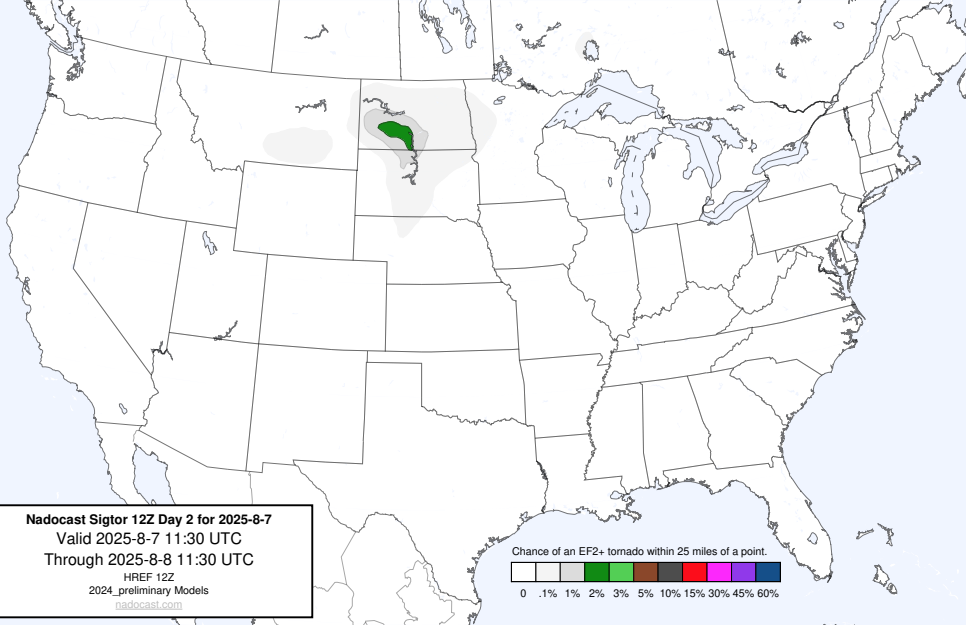 Nadocast Sigtor 12Z Day 2 for 2025-8-7
Valid 2025-8-7 11:30 UTC
Through 2025-8-8 11:30 UTC
HREF 12Z
2024_preliminary Models
nadocast.com
Chance of an EF2+ tornado within 25 miles of a point.
0 .1% 1% 2% 3% 5% 10% 15% 30% 45% 60%